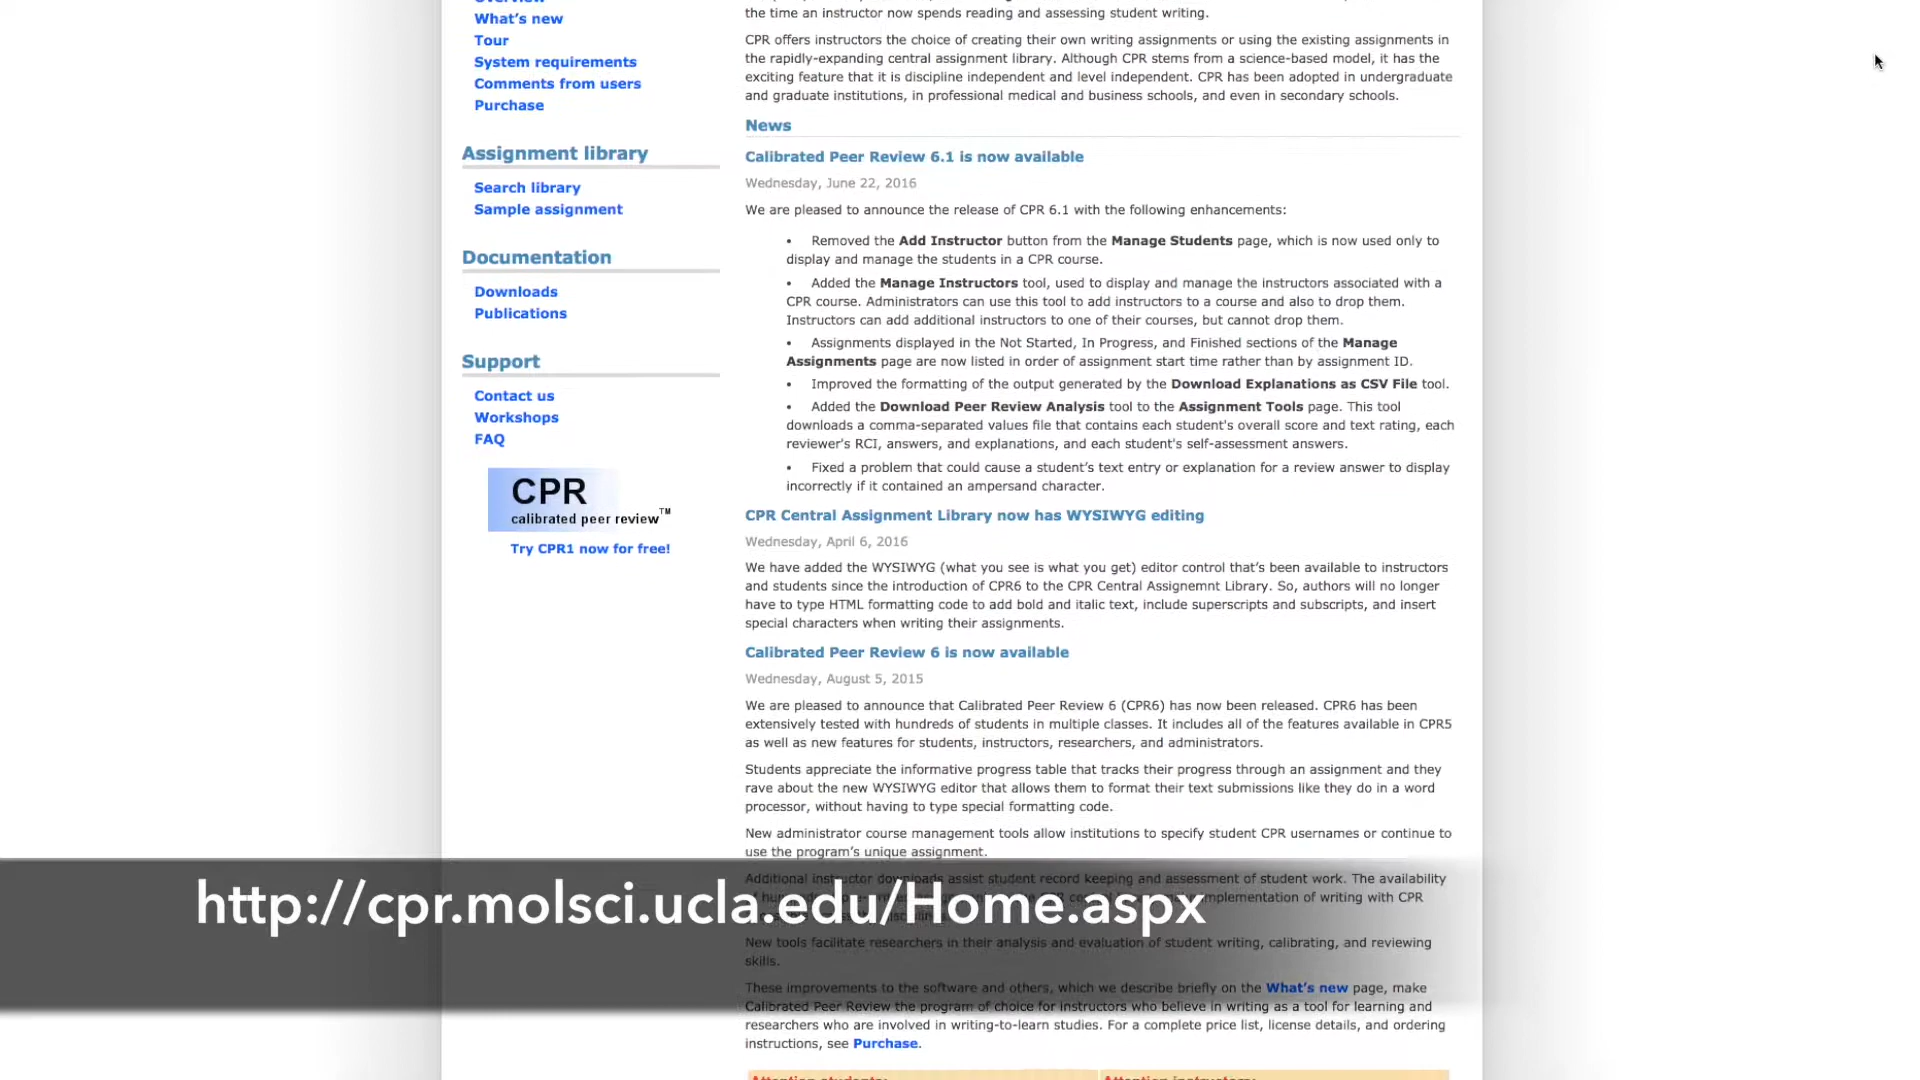 What's new
Tour
System requirements
Comments from users
Purchase
Assignment library
Search library
Sample assignment
Documentation
Downloads
Publications
Support
Contact us
Workshops
FAQ
CPR
calibrated peer review™
Try CPR1 now for free!
the time an instructor now spends reading and assessing student writing.
CPR offers instructors the choice of creating their own writing assignments or using the existing assignments in
the rapidly-expanding central assignment library. Although CPR stems from a science-based model, it has the
exciting feature that it is discipline independent and level independent. CPR has been adopted in undergraduate
and graduate institutions, in professional medical and business schools, and even in secondary schools.
News
Calibrated Peer Review 6.1 is now available
Wednesday, June 22, 2016
We are pleased to announce the release of CPR 6.1 with the following enhancements:
• Removed the Add Instructor button from the Manage Students page, which is now used only to
display and manage the students in a CPR course.
• Added the Manage Instructors tool, used to display and manage the instructors associated with a
CPR course. Administrators can use this tool to add instructors to a course and also to drop them.
Instructors can add additional instructors to one of their courses, but cannot drop them.
• Assignments displayed in the Not Started, In Progress, and Finished sections of the Manage
Assignments page are now listed in order of assignment start time rather than by assignment ID.
• Improved the formatting of the output generated by the Download Explanations as CSV File tool.
• Added the Download Peer Review Analysis tool to the Assignment Tools page. This tool
downloads a comma-separated values file that contains each student's overall score and text rating, each
reviewer's RCI, answers, and explanations, and each student's self-assessment answers.
• Fixed a problem that could cause a student's text entry or explanation for a review answer to display
incorrectly if it contained an ampersand character.
CPR Central Assignment Library now has WYSIWYG editing
Wednesday, April 6, 2016
We have added the WYSIWYG (what you see is what you get) editor control that's been available to instructors
and students since the introduction of CPR6 to the CPR Central Assignemnt Library. So, authors will no longer
have to type HTML formatting code to add bold and italic text, include superscripts and subscripts, and insert
special characters when writing their assignments.
Calibrated Peer Review 6 is now available
Wednesday, August 5, 2015
We are pleased to announce that Calibrated Peer Review 6 (CPR6) has now been released. CPR6 has been
extensively tested with hundreds of students in multiple classes. It includes all of the features available in CPR5
as well as new features for students, instructors, researchers, and administrators.
Students appreciate the informative progress table that tracks their progress through an assignment and they
rave about the new WYSIWYG editor that allows them to format their text submissions like they do in a word
processor, without having to type special formatting code.
New administrator course management tools allow institutions to specify student CPR usernames or continue to
use the program's unique assignment.
Additional instructor downloads assist student record keeping and assessment of student work. The availability
implementation of writing with CPR
http://cpr.molsci.ucla.edu/Home.aspx
New tools facilitate researchers in their analysis and evaluation of student writing, calibrating, and reviewing
skills.
These improvements to the software and others, which we describe briefly on the What's new page, make
Calibrated Peer Review the program of choice for instructors who believe in writing as a tool for learning and
researchers who are involved in writing-to-learn studies. For a complete price list, license details, and ordering
instructions, see Purchase.